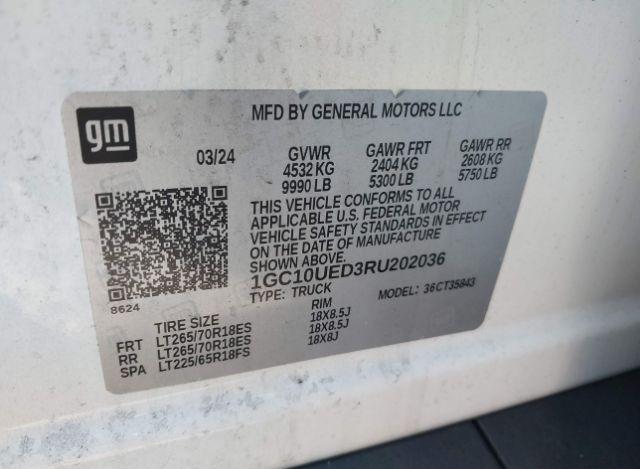 gm
MFD BY GENERAL MOTORS LLC
03/24 GVWR GAWR FRT GAWR RR
4532 KG 2404 KG 2608 KG
9990 LB 5300 LB 5750 LB
THIS VEHICLE CONFORMS TO ALL
APPLICABLE U.S. FEDERAL MOTOR
VEHICLE SAFETY STANDARDS IN EFFECT
ON THE DATE OF MANUFACTURE
SHOWN ABOVE.
1GC10UED3RU202036
TYPE: TRUCK MODEL: 36CT35843
8624
TIRE SIZE RIM
FRT LT265/70R18ES 18X8.5J
RR LT265/70R18ES 18X8.5J
SPA LT225/65R18FS 18X8J